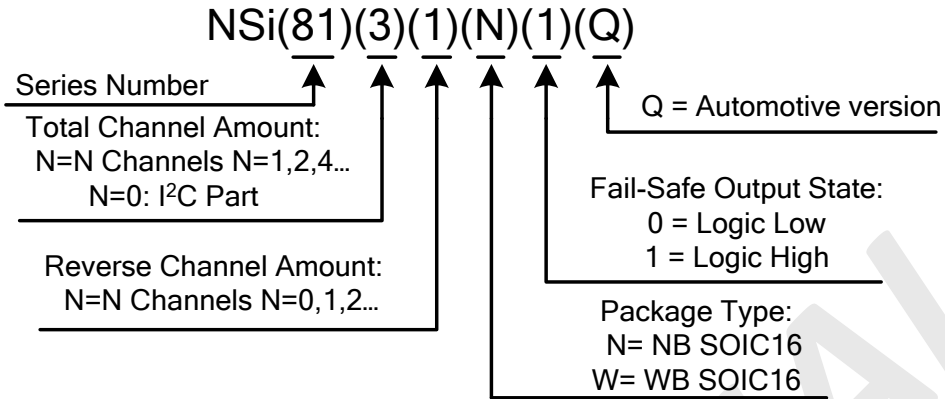 NSi(81)(3)(1)(N)(1)(Q)
Series Number
Total Channel Amount:
N=N Channels N=1,2,4...
N=0: I²C Part
Reverse Channel Amount:
N=N Channels N=0,1,2...
Q = Automotive version
Fail-Safe Output State:
0 = Logic Low
1 = Logic High
Package Type:
N= NB SOIC16
W= WB SOIC16